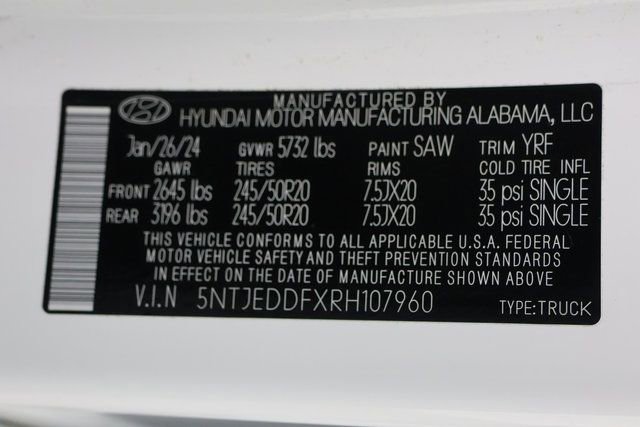 MANUFACTURED BY
HYUNDAI MOTOR MANUFACTURING ALABAMA, LLC
Jan/26/24 GVWR 5732 lbs PAINT SAW TRIM YRF
GAWR TIRES RIMS COLD TIRE INFL
FRONT 2645 lbs 245/50R20 7.5JX20 35 psi SINGLE
REAR 3196 lbs 245/50R20 7.5JX20 35 psi SINGLE
THIS VEHICLE CONFORMS TO ALL APPLICABLE U.S.A. FEDERAL
MOTOR VEHICLE SAFETY AND THEFT PREVENTION STANDARDS
IN EFFECT ON THE DATE OF MANUFACTURE SHOWN ABOVE
V.I.N 5NTJEDDFXRH107960 TYPE:TRUCK